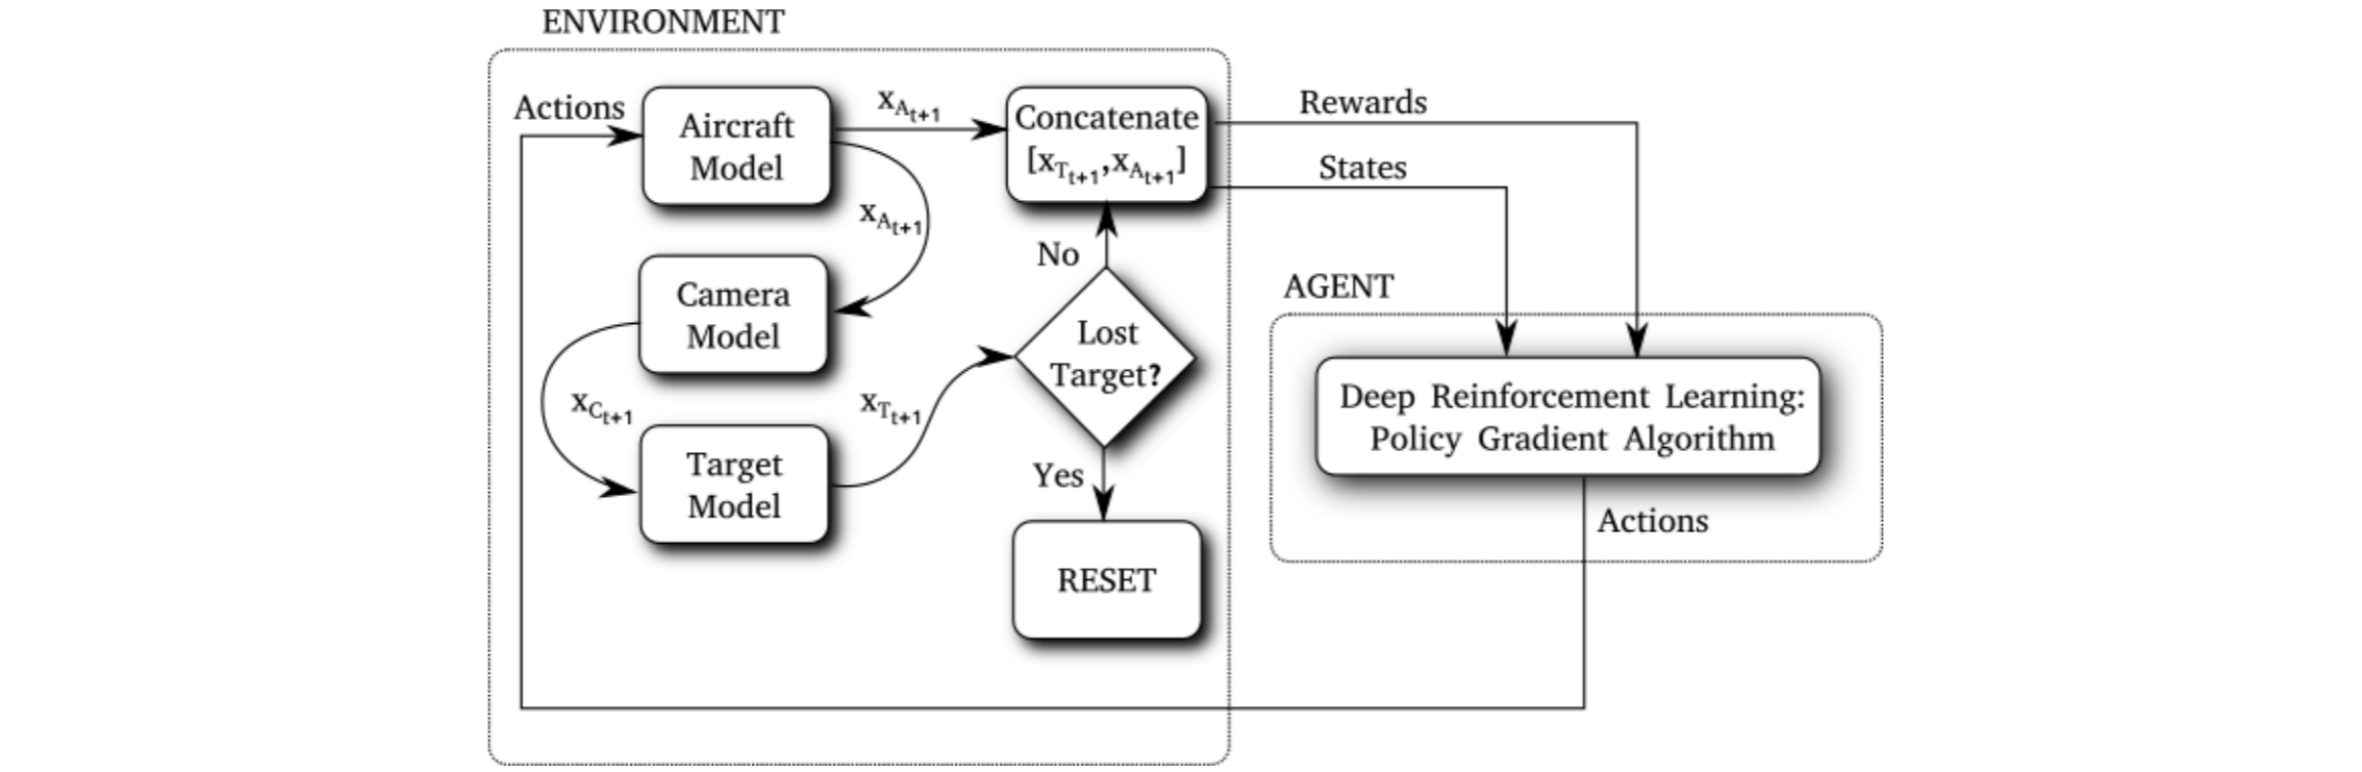 ENVIRONMENT
Actions
Aircraft
Model
x_{A_{t+1}}
Concatenate
[x_{T_{t+1}},x_{A_{t+1}}]
Rewards
States
x_{A_{t+1}}
Camera
Model
No
AGENT
Lost
Target?
x_{C_{t+1}}
x_{T_{t+1}}
Deep Reinforcement Learning:
Policy Gradient Algorithm
Target
Model
Yes
Actions
RESET